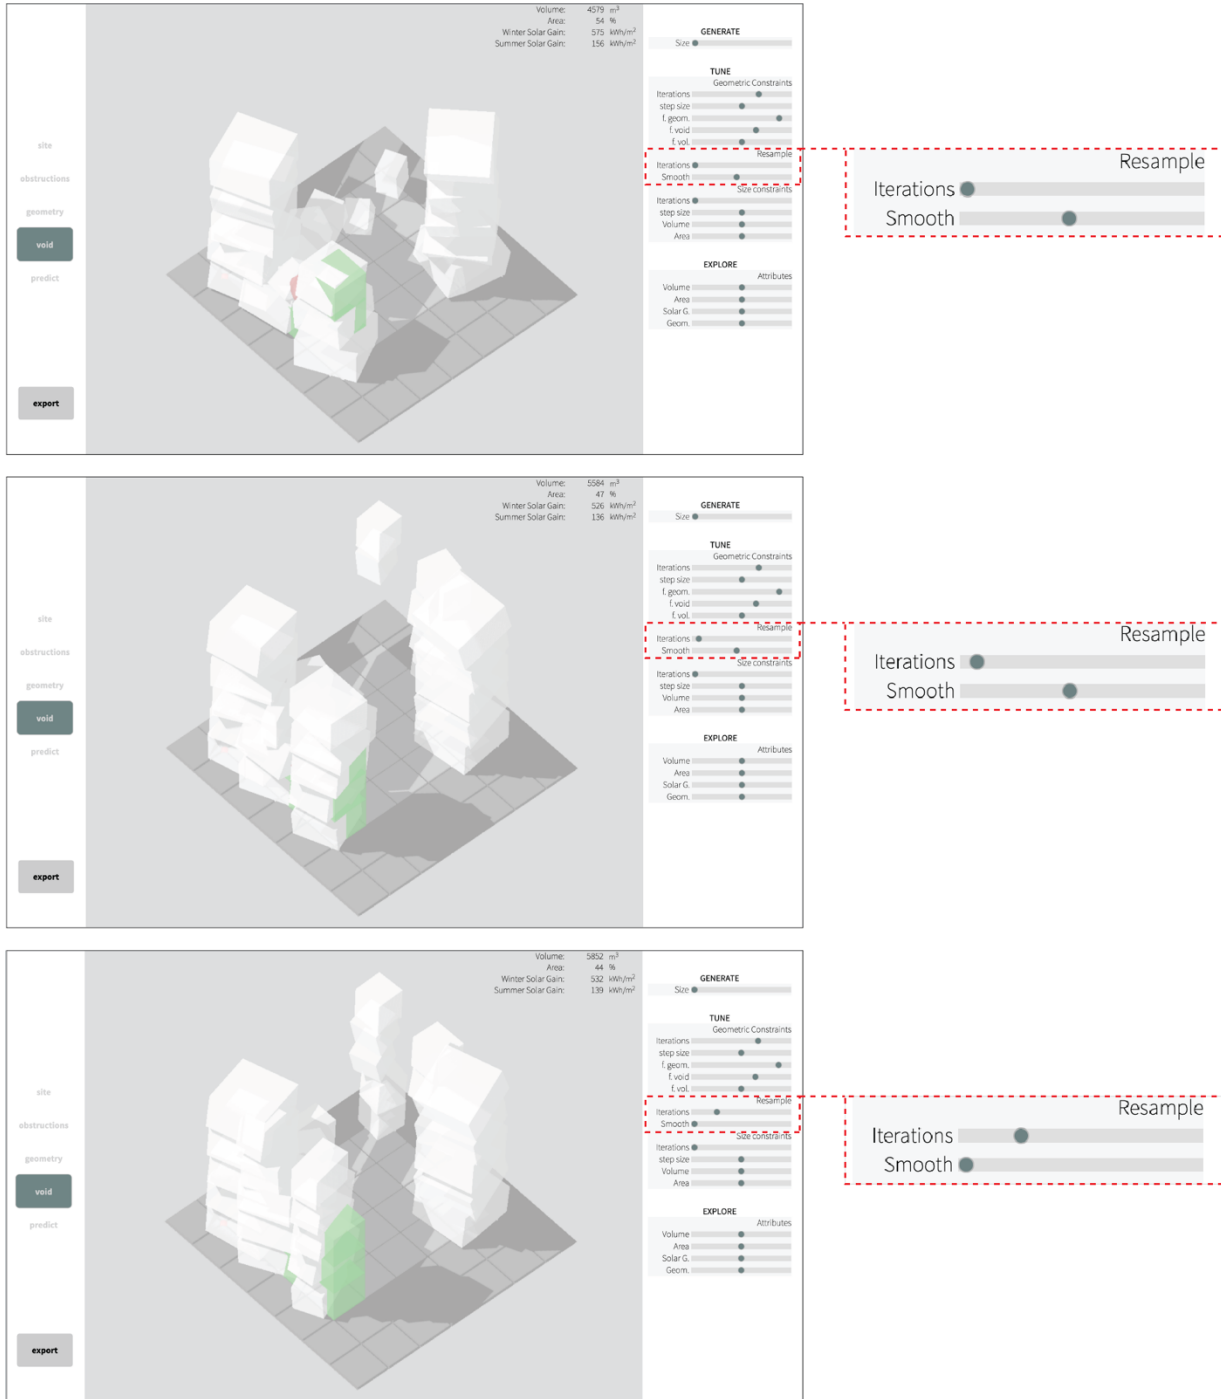 Volume: 4579 m³
Area: 54 %
Winter Solar Gain: 575 kWh/m²
Summer Solar Gain: 156 kWh/m²
site
obstructions
geometry
void
predict
export
GENERATE
Size
TUNE
Geometric Constraints
Iterations
step size
f. geom.
f. void
f. vol.
Resample
Iterations
Smooth
Size constraints
Iterations
step size
Volume
Area
EXPLORE
Attributes
Volume
Area
Solar G.
Geom.
Resample
Iterations
Smooth
Volume: 5584 m³
Area: 47 %
Winter Solar Gain: 526 kWh/m²
Summer Solar Gain: 136 kWh/m²
site
obstructions
geometry
void
predict
export
GENERATE
Size
TUNE
Geometric Constraints
Iterations
step size
f. geom.
f. void
f. vol.
Resample
Iterations
Smooth
Size constraints
Iterations
step size
Volume
Area
EXPLORE
Attributes
Volume
Area
Solar G.
Geom.
Resample
Iterations
Smooth
Volume: 5852 m³
Area: 44 %
Winter Solar Gain: 532 kWh/m²
Summer Solar Gain: 139 kWh/m²
site
obstructions
geometry
void
predict
export
GENERATE
Size
TUNE
Geometric Constraints
Iterations
step size
f. geom.
f. void
f. vol.
Resample
Iterations
Smooth
Size constraints
Iterations
step size
Volume
Area
EXPLORE
Attributes
Volume
Area
Solar G.
Geom.
Resample
Iterations
Smooth